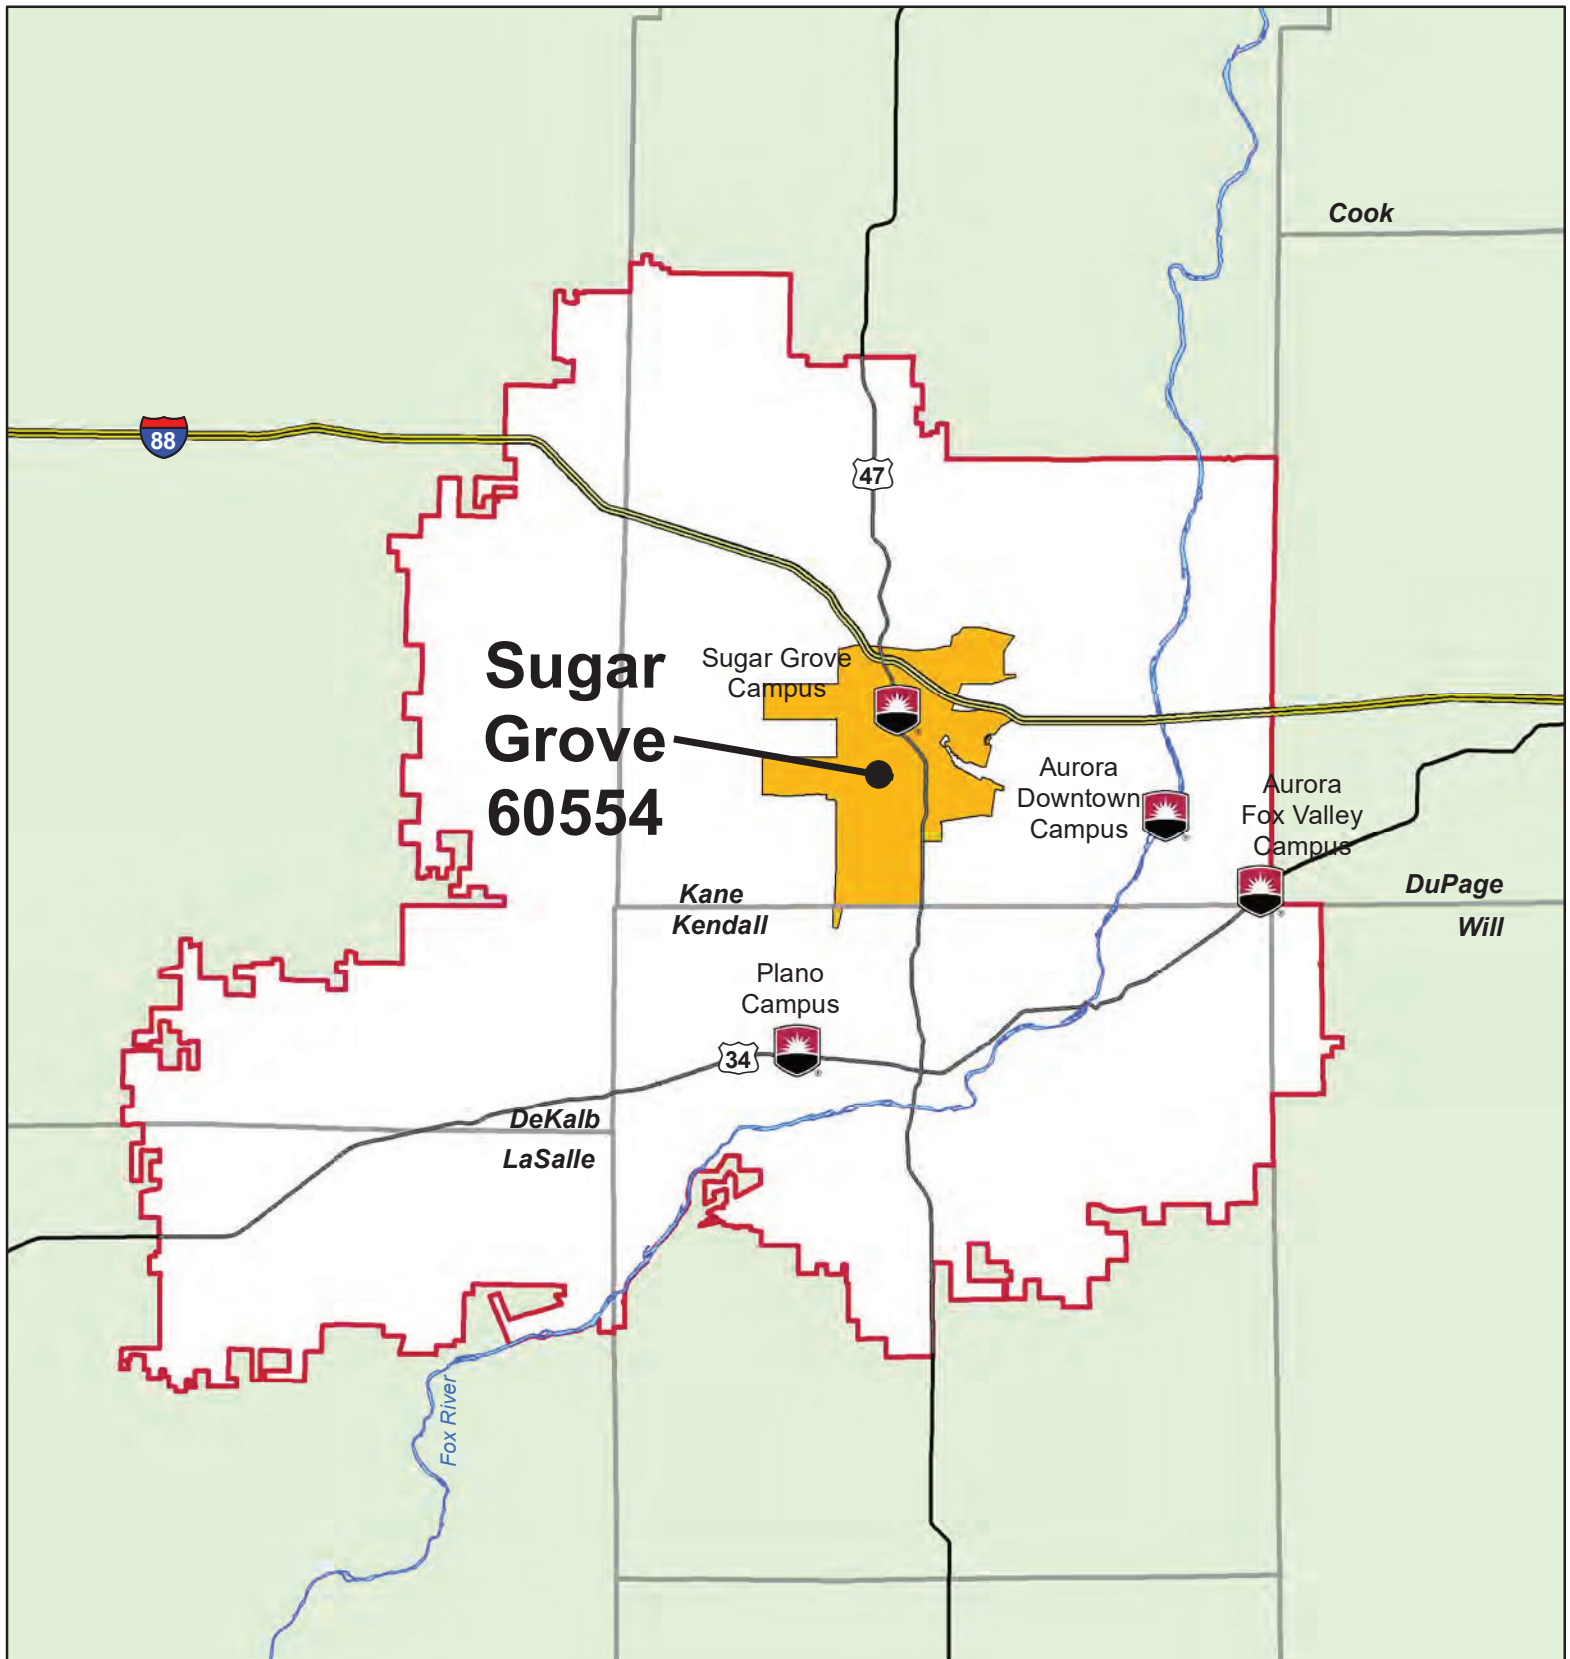 Cook
88
47
Sugar
Grove
60554
Sugar Grove
Campus
®
Aurora
Downtown
Campus
®
Aurora
Fox Valley
Campus
®
Kane
Kendall
DuPage
Will
Plano
Campus
®
34
DeKalb
LaSalle
Fox River